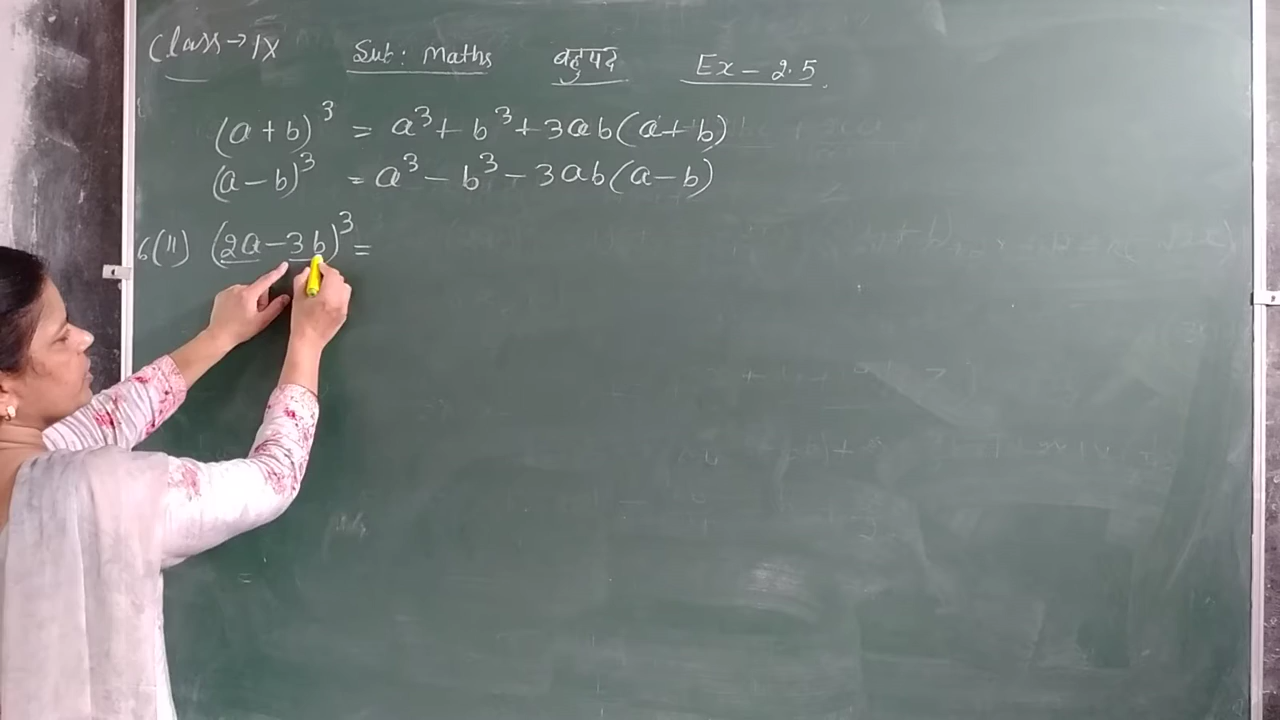 Class → IX Sub: Maths बहुपद Ex - 2.5
(a + b)³ = a³ + b³ + 3ab(a + b)
(a - b)³ = a³ - b³ - 3ab(a - b)
6(ii) (2a - 3b)³ =